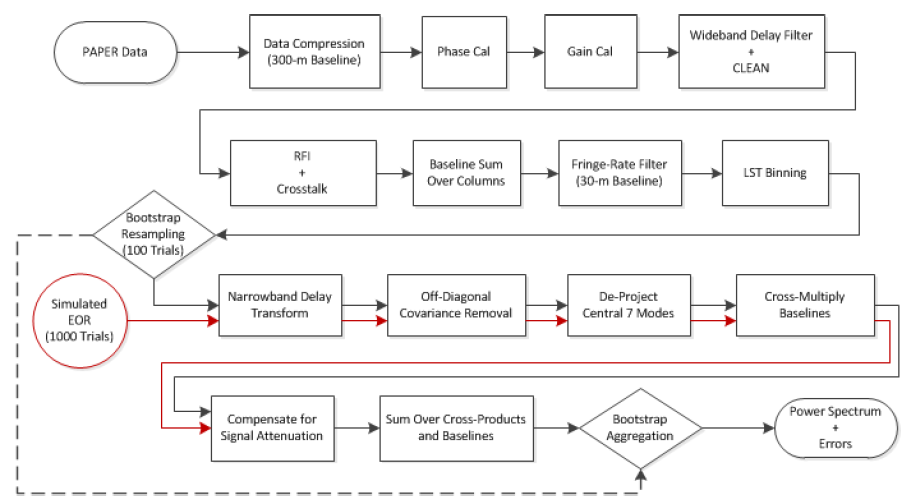 PAPER Data
Data Compression
(300-m Baseline)
Phase Cal
Gain Cal
Wideband Delay Filter
+
CLEAN
RFI
+
Crosstalk
Baseline Sum
Over Columns
Fringe-Rate Filter
(30-m Baseline)
LST Binning
Bootstrap
Resampling
(100 Trials)
Simulated
EOR
(1000 Trials)
Narrowband Delay
Transform
Off-Diagonal
Covariance Removal
De-Project
Central 7 Modes
Cross-Multiply
Baselines
Compensate for
Signal Attenuation
Sum Over Cross-Products
and Baselines
Bootstrap
Aggregation
Power Spectrum
+
Errors